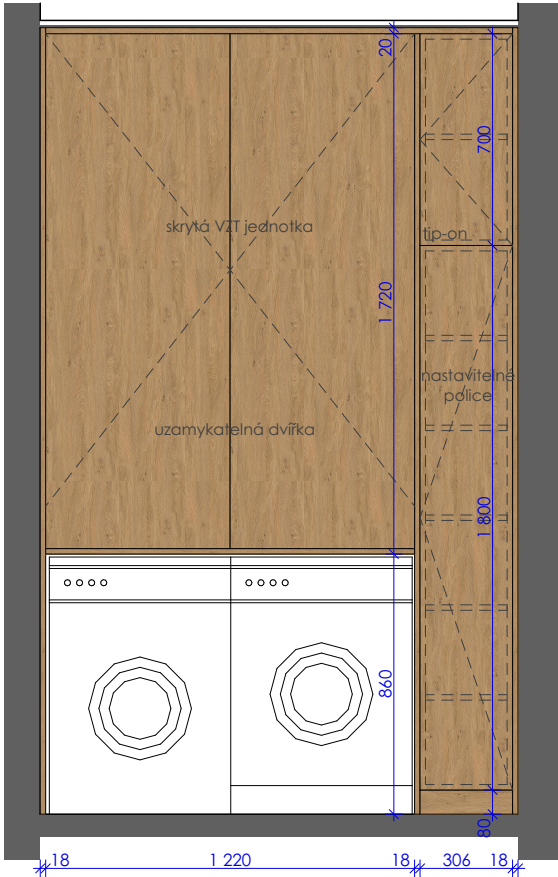 20
700
skrytá VZT jednotka
tip-on
1 720
nastavitelné
police
uzamykatelná dvířka
1 800
860
80
18
1 220
18
306
18